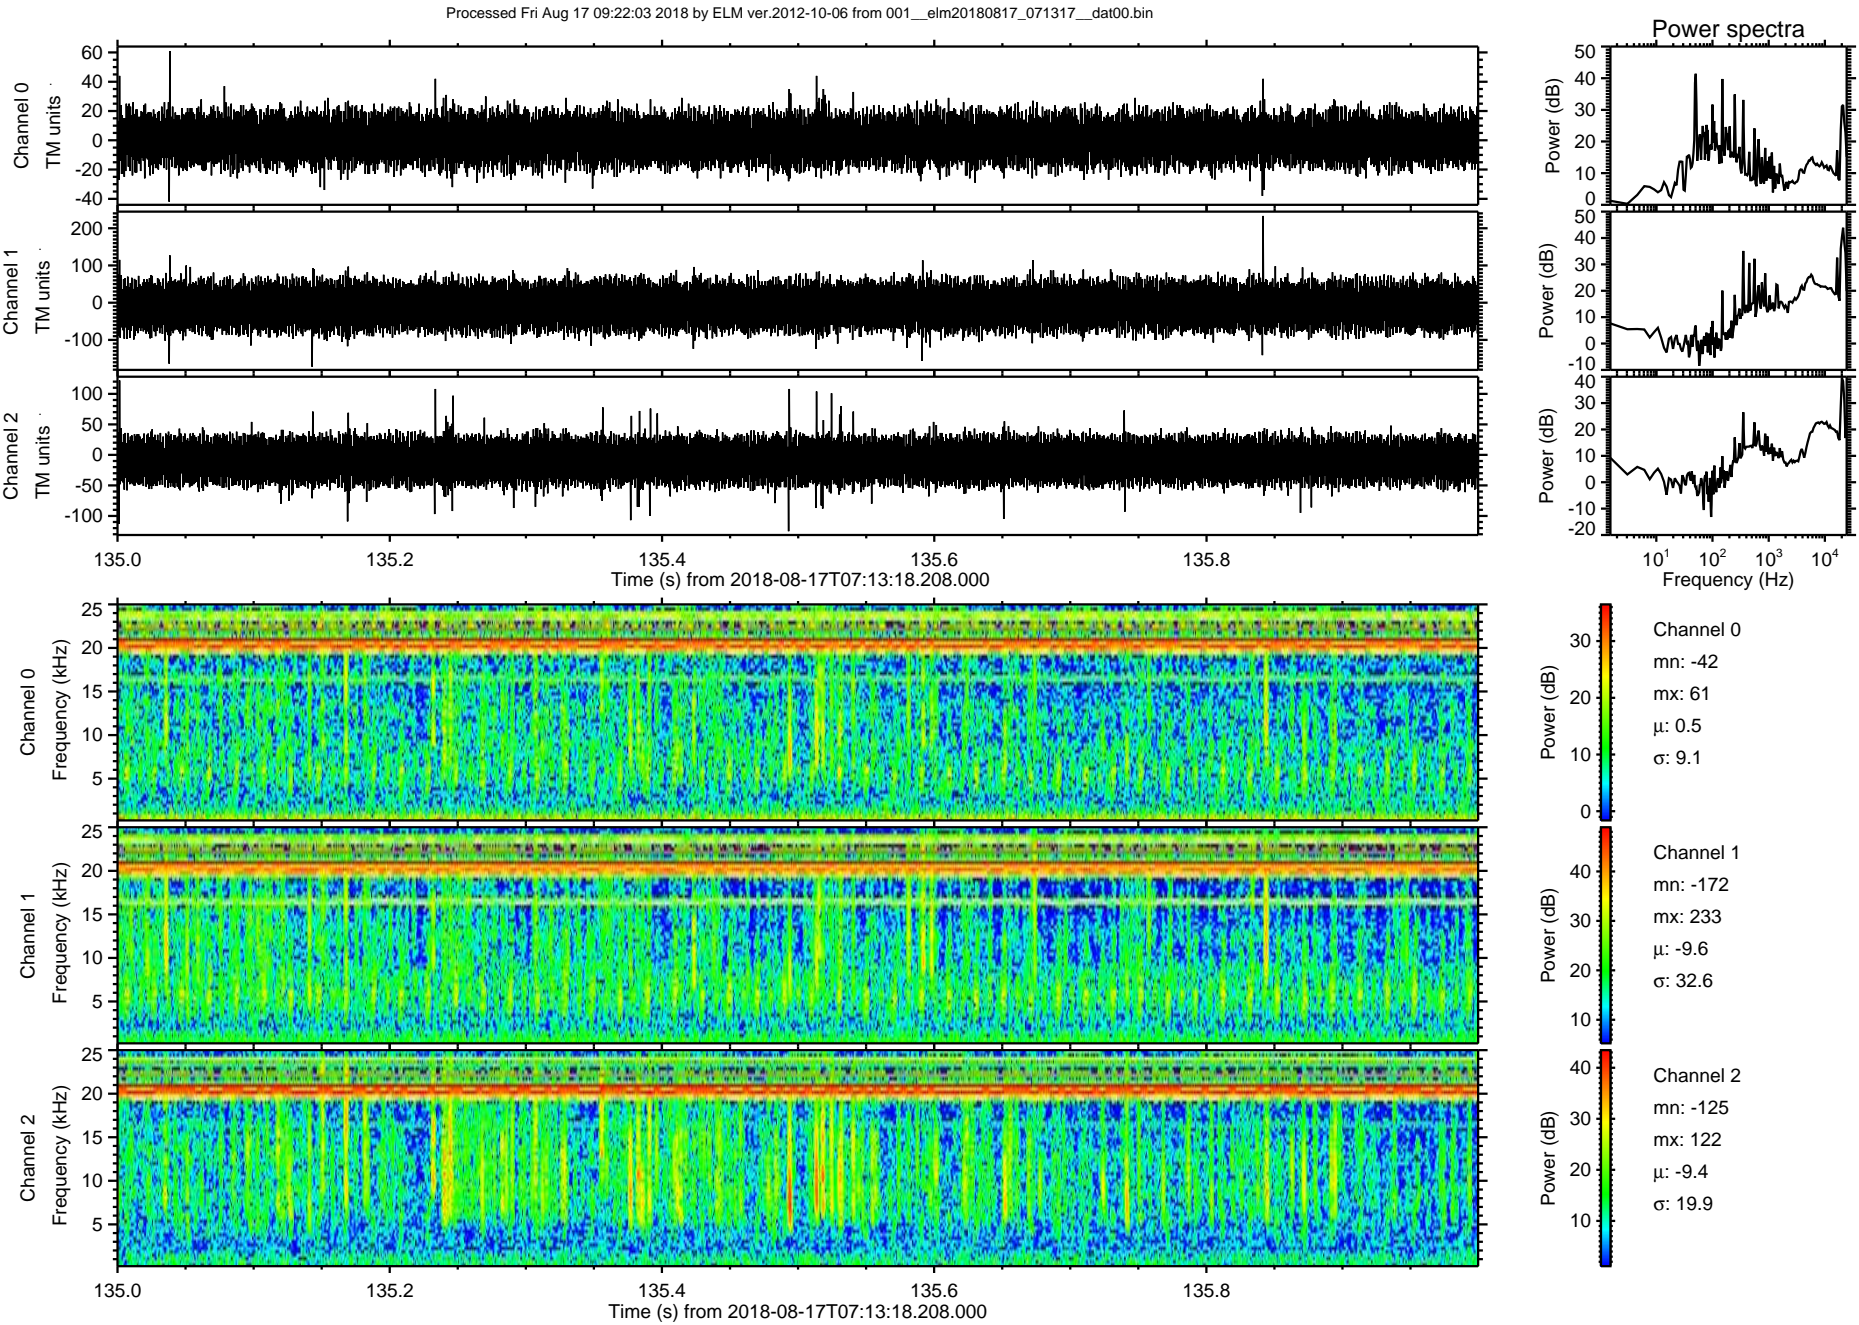 Processed Fri Aug 17 09:22:03 2018 by ELM ver.2012-10-06 from 001__elm20180817_071317__dat00.bin
Power spectra
Channel 0
TM units
60
40
20
0
-20
-40
Power (dB)
50
40
30
20
10
0
Channel 1
TM units
200
100
0
-100
Power (dB)
50
40
30
20
10
0
-10
Channel 2
TM units
100
50
0
-50
-100
Power (dB)
40
30
20
10
0
-10
-20
135.0 135.2 135.4 135.6 135.8
Time (s) from 2018-08-17T07:13:18.208.000
10^1 10^2 10^3 10^4
Frequency (Hz)
Channel 0
Frequency (kHz)
25
20
15
10
5
Power (dB)
30
20
10
0
Channel 0
mn: -42
mx: 61
μ: 0.5
σ: 9.1
Channel 1
Frequency (kHz)
25
20
15
10
5
Power (dB)
40
30
20
10
Channel 1
mn: -172
mx: 233
μ: -9.6
σ: 32.6
Channel 2
Frequency (kHz)
25
20
15
10
5
Power (dB)
40
30
20
10
Channel 2
mn: -125
mx: 122
μ: -9.4
σ: 19.9
135.0 135.2 135.4 135.6 135.8
Time (s) from 2018-08-17T07:13:18.208.000